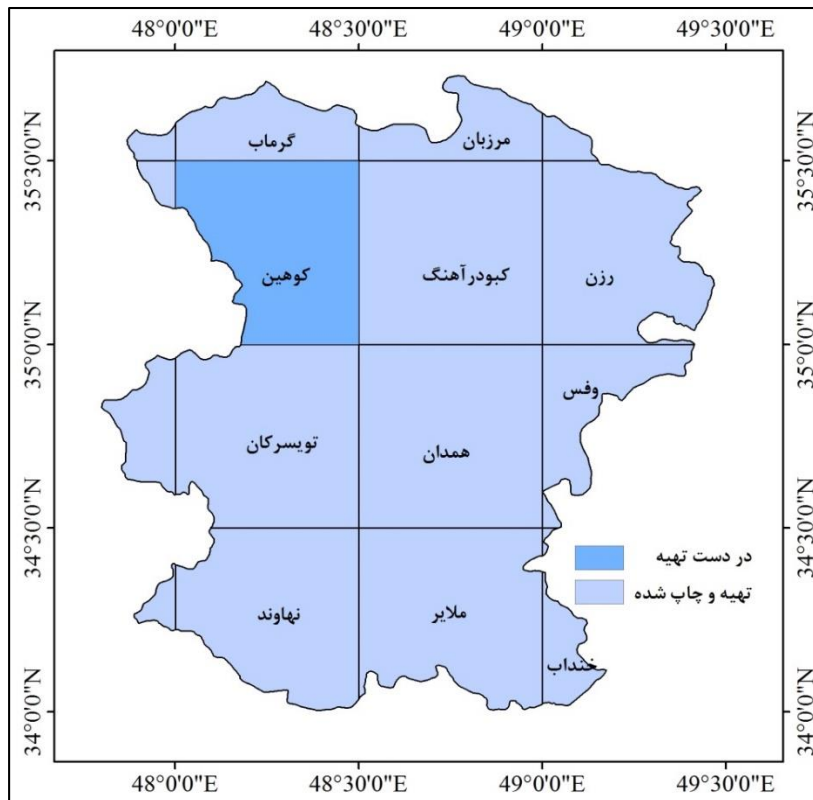 48°0'0"E 48°30'0"E 49°0'0"E 49°30'0"E
35°30'0"N
35°0'0"N
34°30'0"N
34°0'0"N
گرماب
مرزبان
کوهین
کبودرآهنگ
رزن
وفس
تویسرکان
همدان
نهاوند
ملایر
خنداب
در دست تهیه
تهیه و چاپ شده
35°30'0"N
35°0'0"N
34°30'0"N
34°0'0"N
48°0'0"E 48°30'0"E 49°0'0"E 49°30'0"E